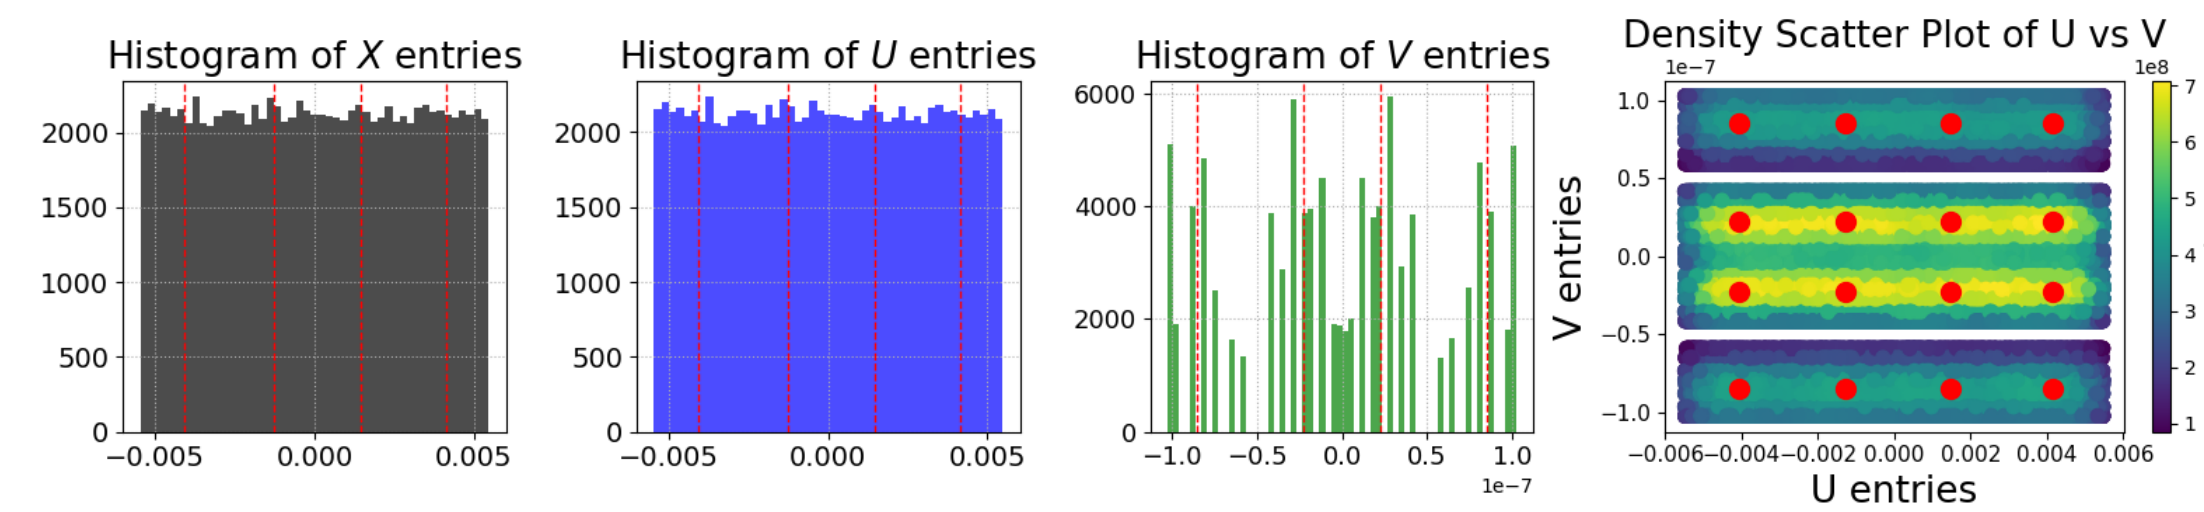 Histogram of X entries
2000
1500
1000
500
0
−0.005 0.000 0.005
Histogram of U entries
2000
1500
1000
500
0
−0.005 0.000 0.005
Histogram of V entries
6000
4000
2000
0
−1.0 −0.5 0.0 0.5 1.0
1e−7
Density Scatter Plot of U vs V
1e−7
1e8
V entries
1.0
0.5
0.0
−0.5
−1.0
−0.006 −0.004 −0.002 0.000 0.002 0.004 0.006
U entries
7
6
5
4
3
2
1